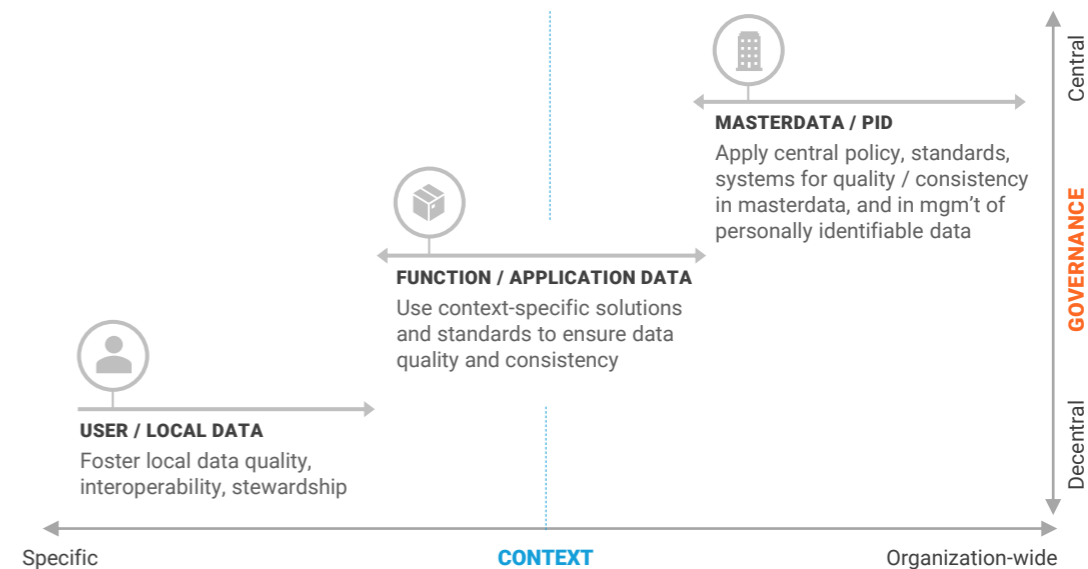 Central
MASTERDATA / PID
Apply central policy, standards,
systems for quality / consistency
in masterdata, and in mgm’t of
personally identifiable data
GOVERNANCE
FUNCTION / APPLICATION DATA
Use context-specific solutions
and standards to ensure data
quality and consistency
Decentral
USER / LOCAL DATA
Foster local data quality,
interoperability, stewardship
Specific
CONTEXT
Organization-wide